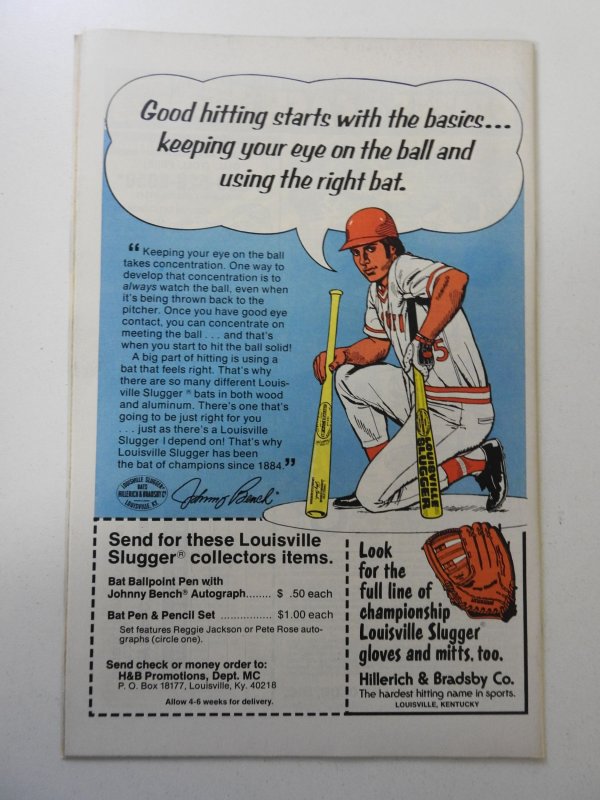 Good hitting starts with the basics...
keeping your eye on the ball and
using the right bat.
“ Keeping your eye on the ball
takes concentration. One way to
develop that concentration is to
always watch the ball, even when
it's being thrown back to the
pitcher. Once you have good eye
contact, you can concentrate on
meeting the ball . . . and that's
when you start to hit the ball solid!
A big part of hitting is using a
bat that feels right. That's why
there are so many different Louis-
ville Slugger ® bats in both wood
and aluminum. There's one that's
going to be just right for you
. . . just as there's a Louisville
Slugger I depend on! That's why
Louisville Slugger has been
the bat of champions since 1884.”
LOUISVILLE SLUGGER
BATS
HILLERICH & BRADSBY Co
LOUISVILLE, KY.
Johnny Bench
5
LOUISVILLE
SLUGGER
Send for these Louisville
Slugger® collectors items.
Bat Ballpoint Pen with
Johnny Bench Autograph........ $ .50 each
Bat Pen & Pencil Set ................ $1.00 each
Set features Reggie Jackson or Pete Rose auto-
graphs (circle one).
Send check or money order to:
H&B Promotions, Dept. MC
P. O. Box 18177, Louisville, Ky. 40218
Allow 4-6 weeks for delivery.
Look
for the
full line of
championship
Louisville Slugger®
gloves and mitts, too.
Hillerich & Bradsby Co.
The hardest hitting name in sports.
LOUISVILLE, KENTUCKY